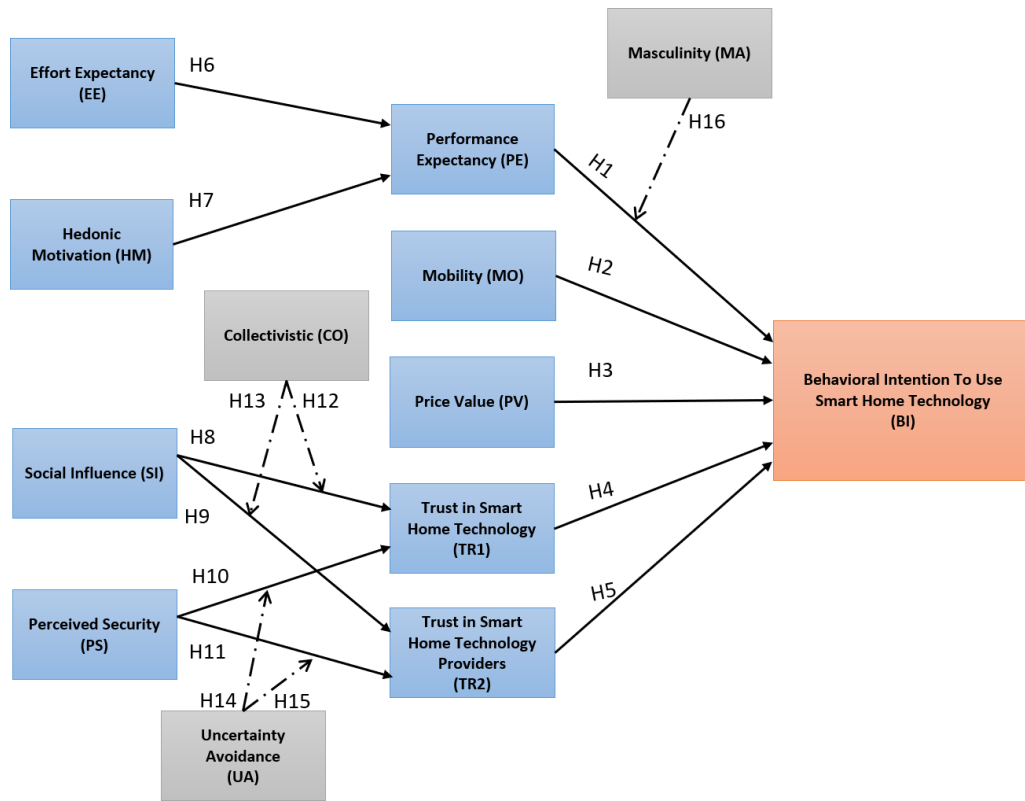 Effort Expectancy
(EE)
H6
Masculinity (MA)
H16
Performance
Expectancy (PE)
H1
H7
Hedonic
Motivation (HM)
Mobility (MO)
H2
Collectivistic (CO)
H13
H12
Price Value (PV)
H3
Behavioral Intention To Use
Smart Home Technology
(BI)
Social Influence (SI)
H8
H9
Trust in Smart
Home Technology
(TR1)
H4
H10
Perceived Security
(PS)
H11
Trust in Smart
Home Technology
Providers
(TR2)
H5
H14
H15
Uncertainty
Avoidance
(UA)